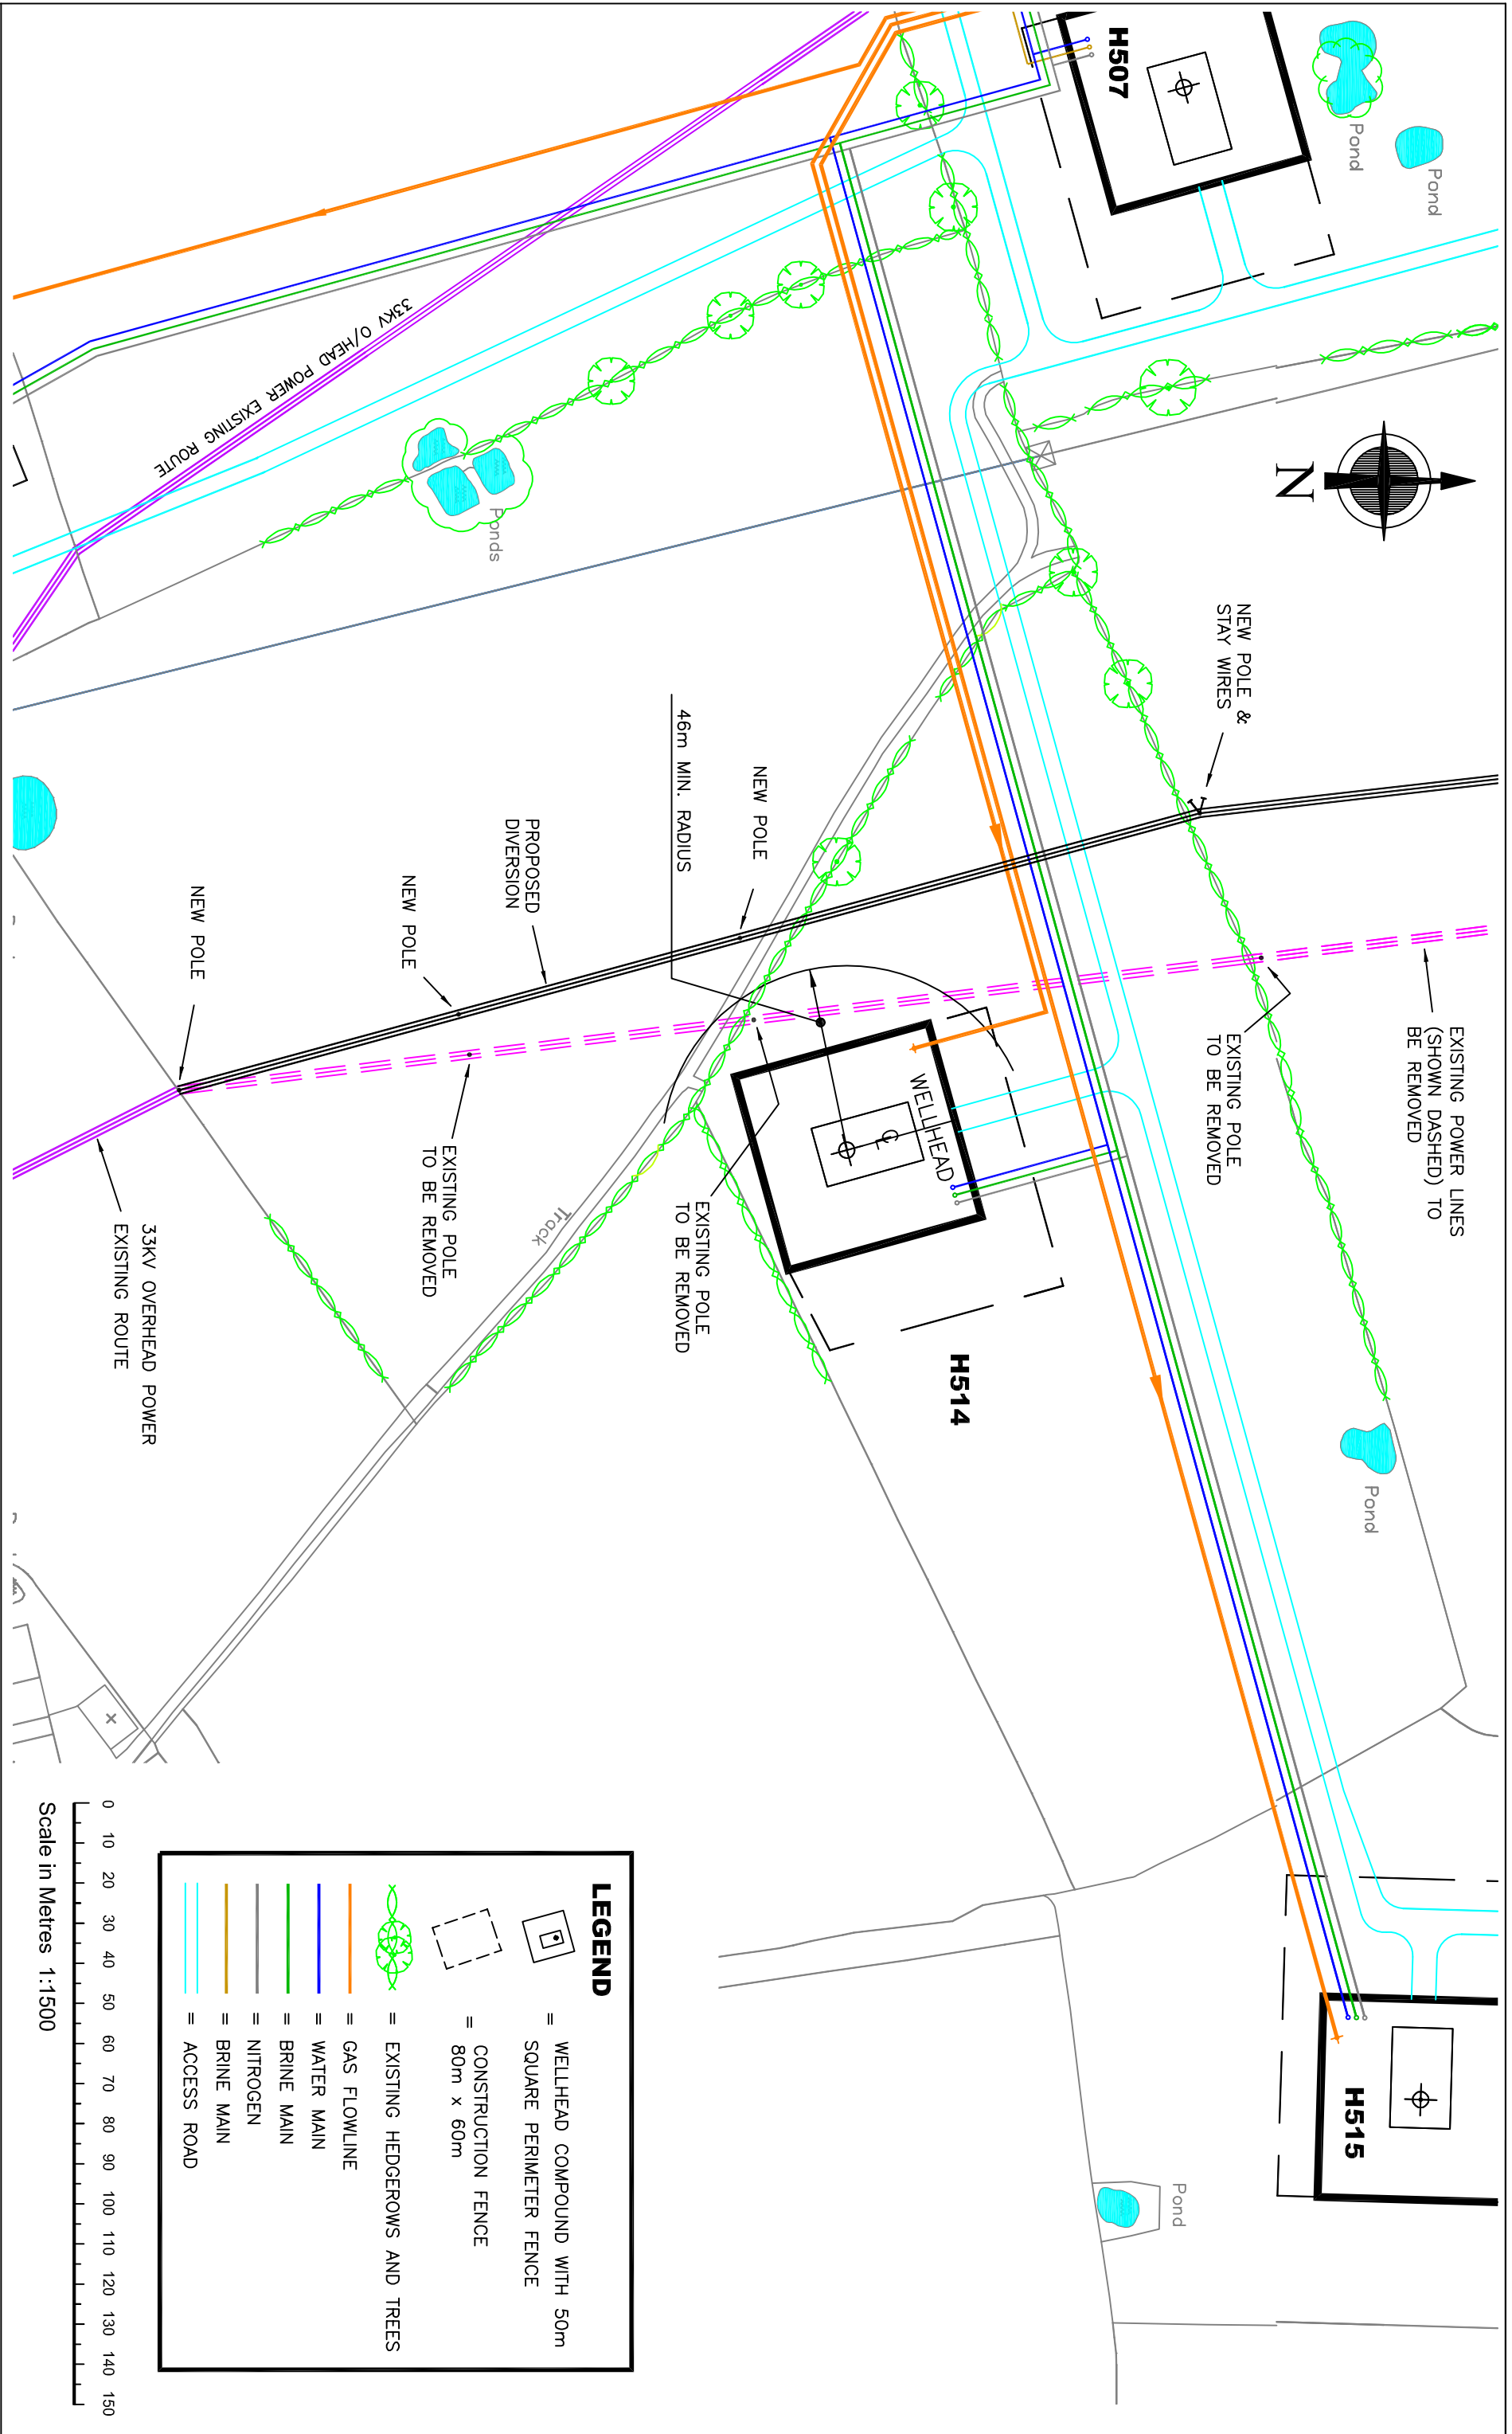 H507
Pond
Pond
N
33KV O/HEAD POWER EXISTING ROUTE
Ponds
NEW POLE &
STAY WIRES
46m MIN. RADIUS
NEW POLE
PROPOSED
DIVERSION
NEW POLE
NEW POLE
EXISTING POWER LINES
(SHOWN DASHED) TO
BE REMOVED
EXISTING POLE
TO BE REMOVED
WELLHEAD
CL
EXISTING POLE
TO BE REMOVED
EXISTING POLE
TO BE REMOVED
Track
33KV OVERHEAD POWER
EXISTING ROUTE
H514
Pond
H515
Pond
LEGEND
= WELLHEAD COMPOUND WITH 50m
SQUARE PERIMETER FENCE
= CONSTRUCTION FENCE
80m x 60m
= EXISTING HEDGEROWS AND TREES
= GAS FLOWLINE
= WATER MAIN
= BRINE MAIN
= NITROGEN
= BRINE MAIN
= ACCESS ROAD
0 10 20 30 40 50 60 70 80 90 100 110 120 130 140 150
Scale in Metres 1:1500